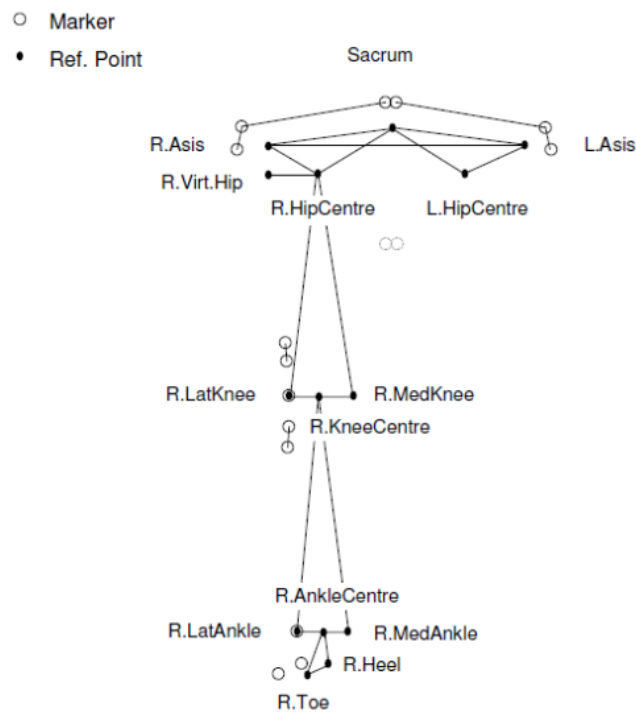 Marker
Ref. Point
Sacrum
R.Asis
L.Asis
R.Virt.Hip
R.HipCentre
L.HipCentre
R.LatKnee
R.MedKnee
R.KneeCentre
R.AnkleCentre
R.LatAnkle
R.MedAnkle
R.Heel
R.Toe